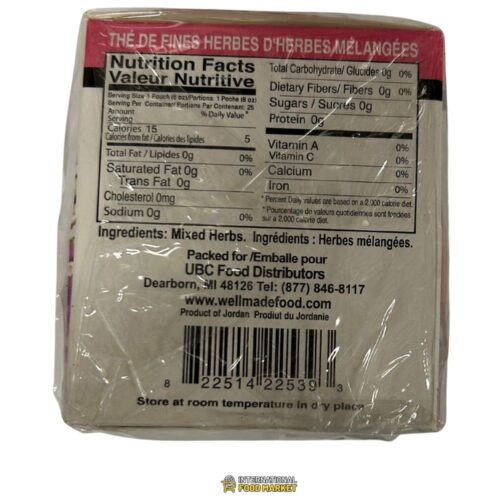 THÉ DE FINES HERBES D'HERBES MÉLANGÉES
Nutrition Facts
Valeur Nutritive
Serving Size 1 Pouch (8 oz)/Portions: 1 Poche (8 oz)
Serving Per Container/ Portions Par Contenant: 25
Amount % Daily Value*
Serving
Calories 15
Calories from fat / Calories des lipides 5
Total Fat / Lipides 0g 0%
Saturated Fat 0g 0%
Trans Fat 0g
Cholesterol 0mg
Sodium 0g 0%
Total Carbohydrate/ Glucides 0g 0%
Dietary Fibers/ Fibers 0g 0%
Sugars / Sucres 0g
Protein 0g
Vitamin A 0%
Vitamin C 0%
Calcium 0%
Iron 0%
* Percent Daily values are based on a 2,000 calorie diet.
* Pourcentage de valeurs quotidiennes sont fondées
sur a 2,000 calorie diet.
Ingredients: Mixed Herbs. Ingrédients : Herbes mélangées.
Packed for /Emballe pour
UBC Food Distributors
Dearborn, MI 48126 Tel: (877) 846-8117
www.wellmadefood.com
Product of Jordan Prodiut du Jordanie
8 22514 22539 3
Store at room temperature in dry place
INTERNATIONAL
FOOD MARKET